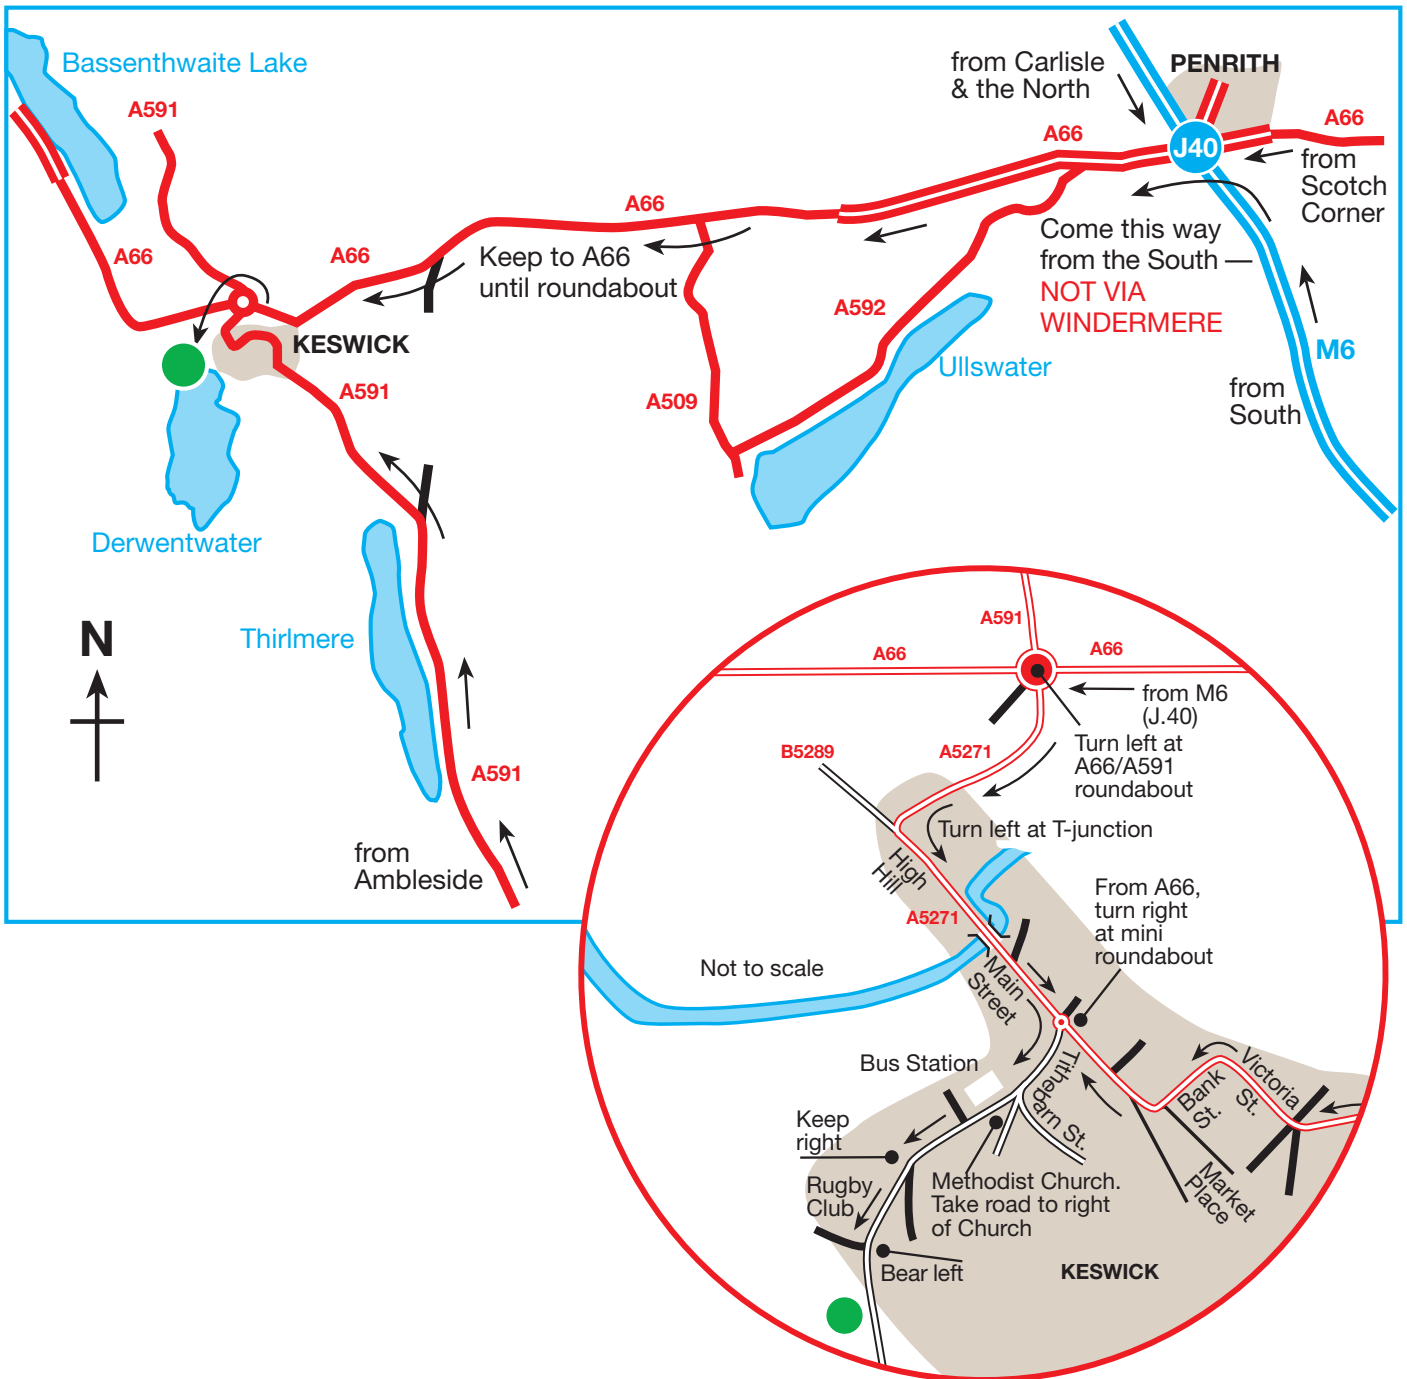 Bassenthwaite Lake
A591
from Carlisle
& the North
PENRITH
A66
A66
J40
from
Scotch
Corner
A66
A66
A66
Keep to A66
until roundabout
Come this way
from the South
NOT VIA
WINDERMERE
A592
M6
KESWICK
Ullswater
from
South
A591
A509
Derwentwater
N
Thirlmere
A591
from
Ambleside
A591
A66
A66
from M6
(J.40)
B5289
A5271
Turn left at
A66/A591
roundabout
Turn left at T-junction
High
Hill
A5271
From A66,
turn right
at mini
roundabout
Not to scale
Main
Street
Bus Station
Tithebarn St.
Victoria
St.
Bank
St.
Keep
right
Market
Place
Rugby
Club
Methodist Church.
Take road to right
of Church
Bear left
KESWICK